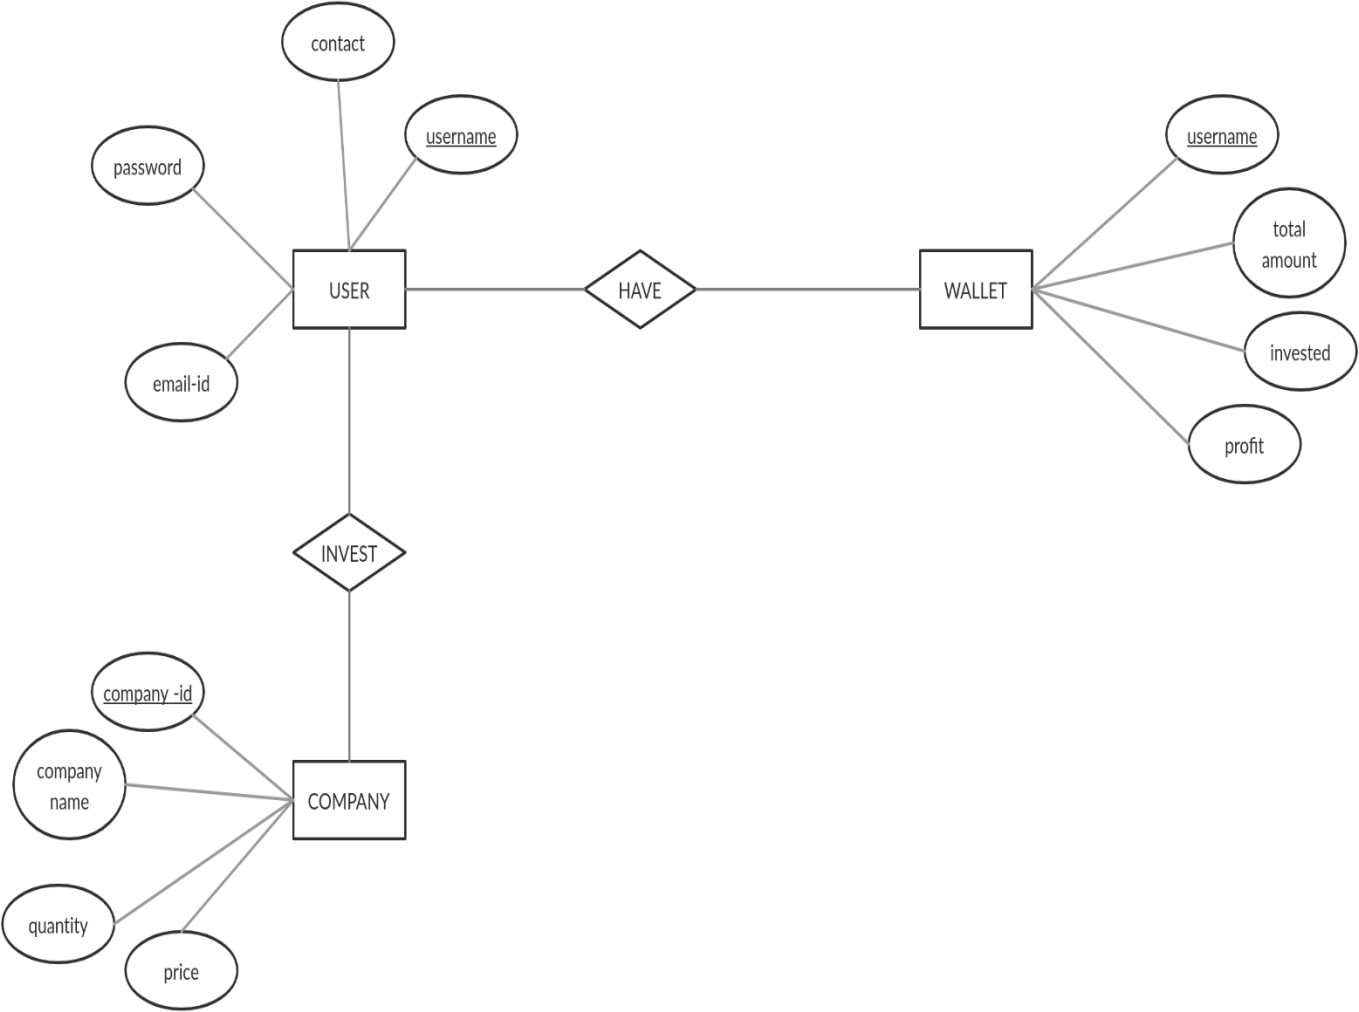 contact
username
password
USER
email-id
HAVE
WALLET
username
total
amount
invested
profit
INVEST
company -id
company
name
COMPANY
quantity
price